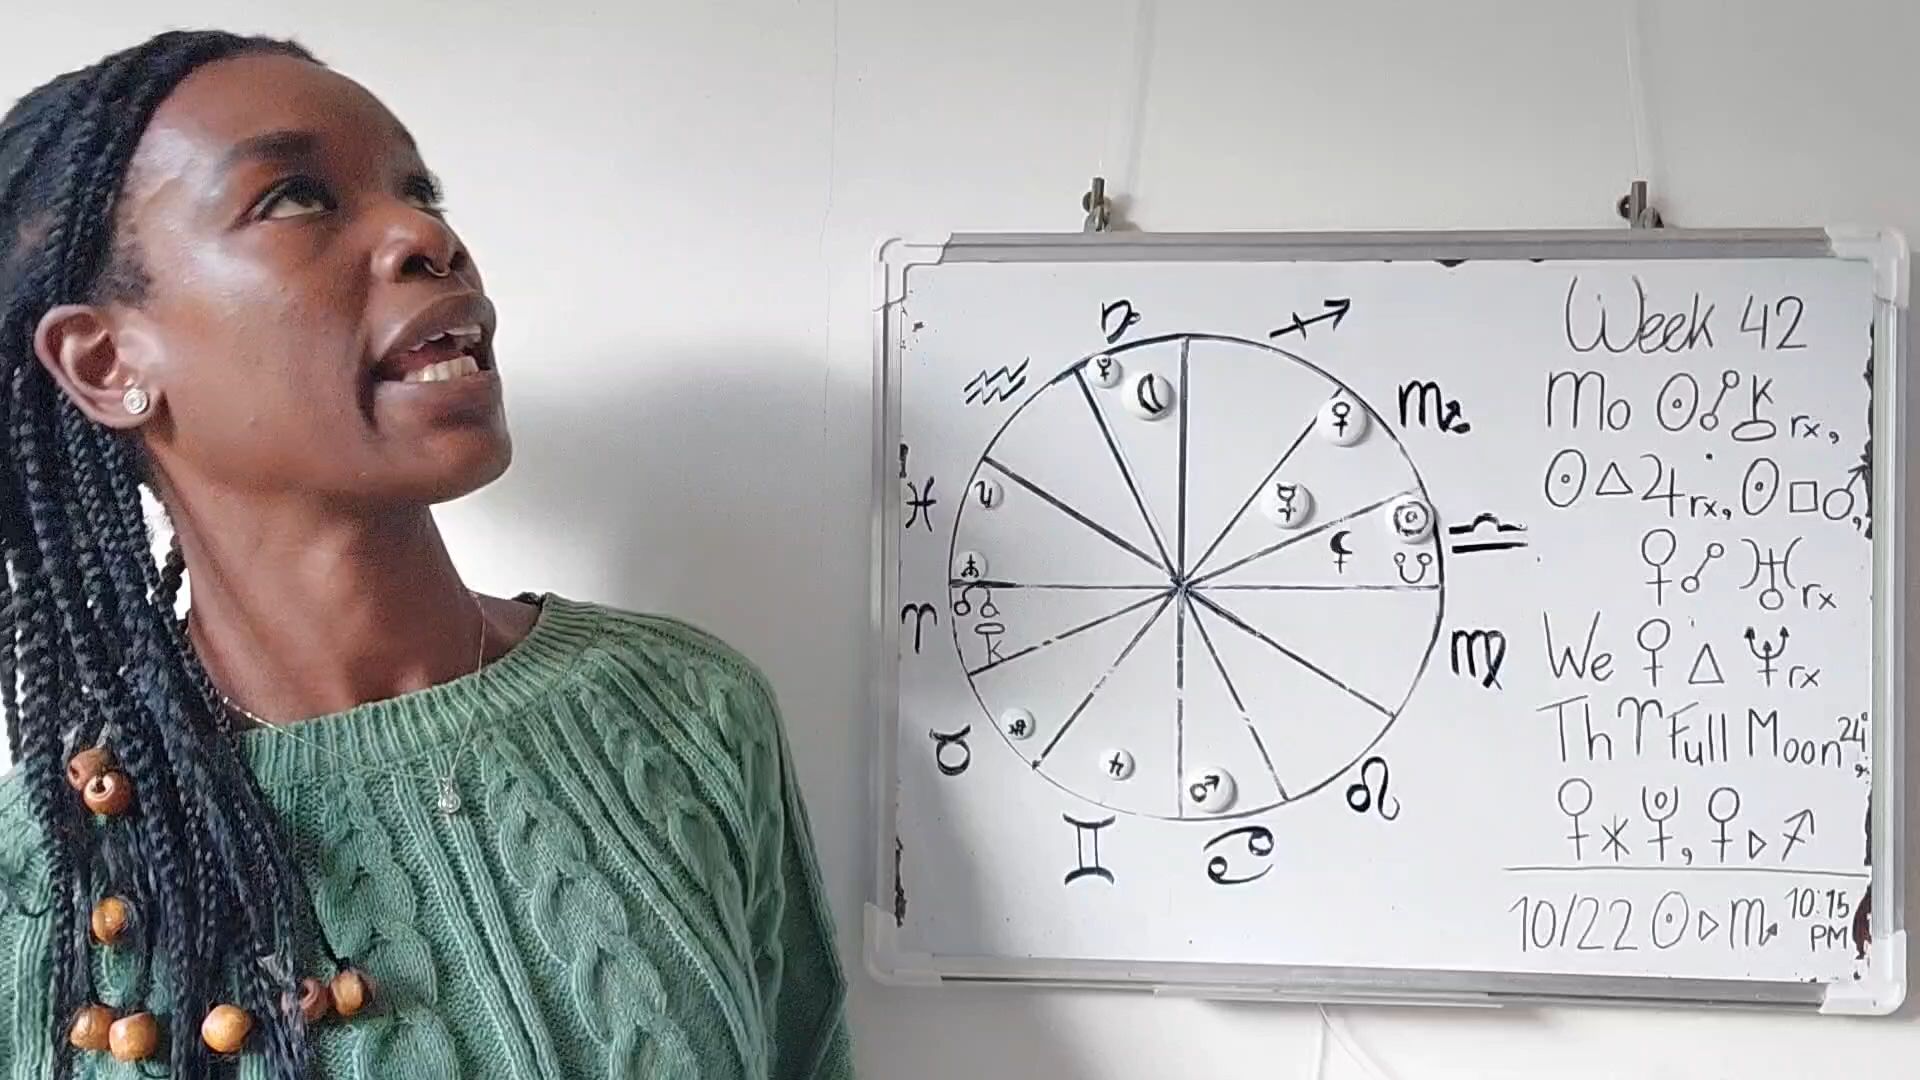 ♑ ♐
♒ ♏
♓ ♎
♈ ♍
♉ ♌
♊ ♋
Week 42
Mo ☉☍⚷rx,
☉△♃rx, ☉□♂,
♀☍♅rx
We ♀△♆rx
Th ♈ Full Moon 24°,
♀⚹♇, ♀▷♐
10/22 ☉▷♏ 10:15 PM